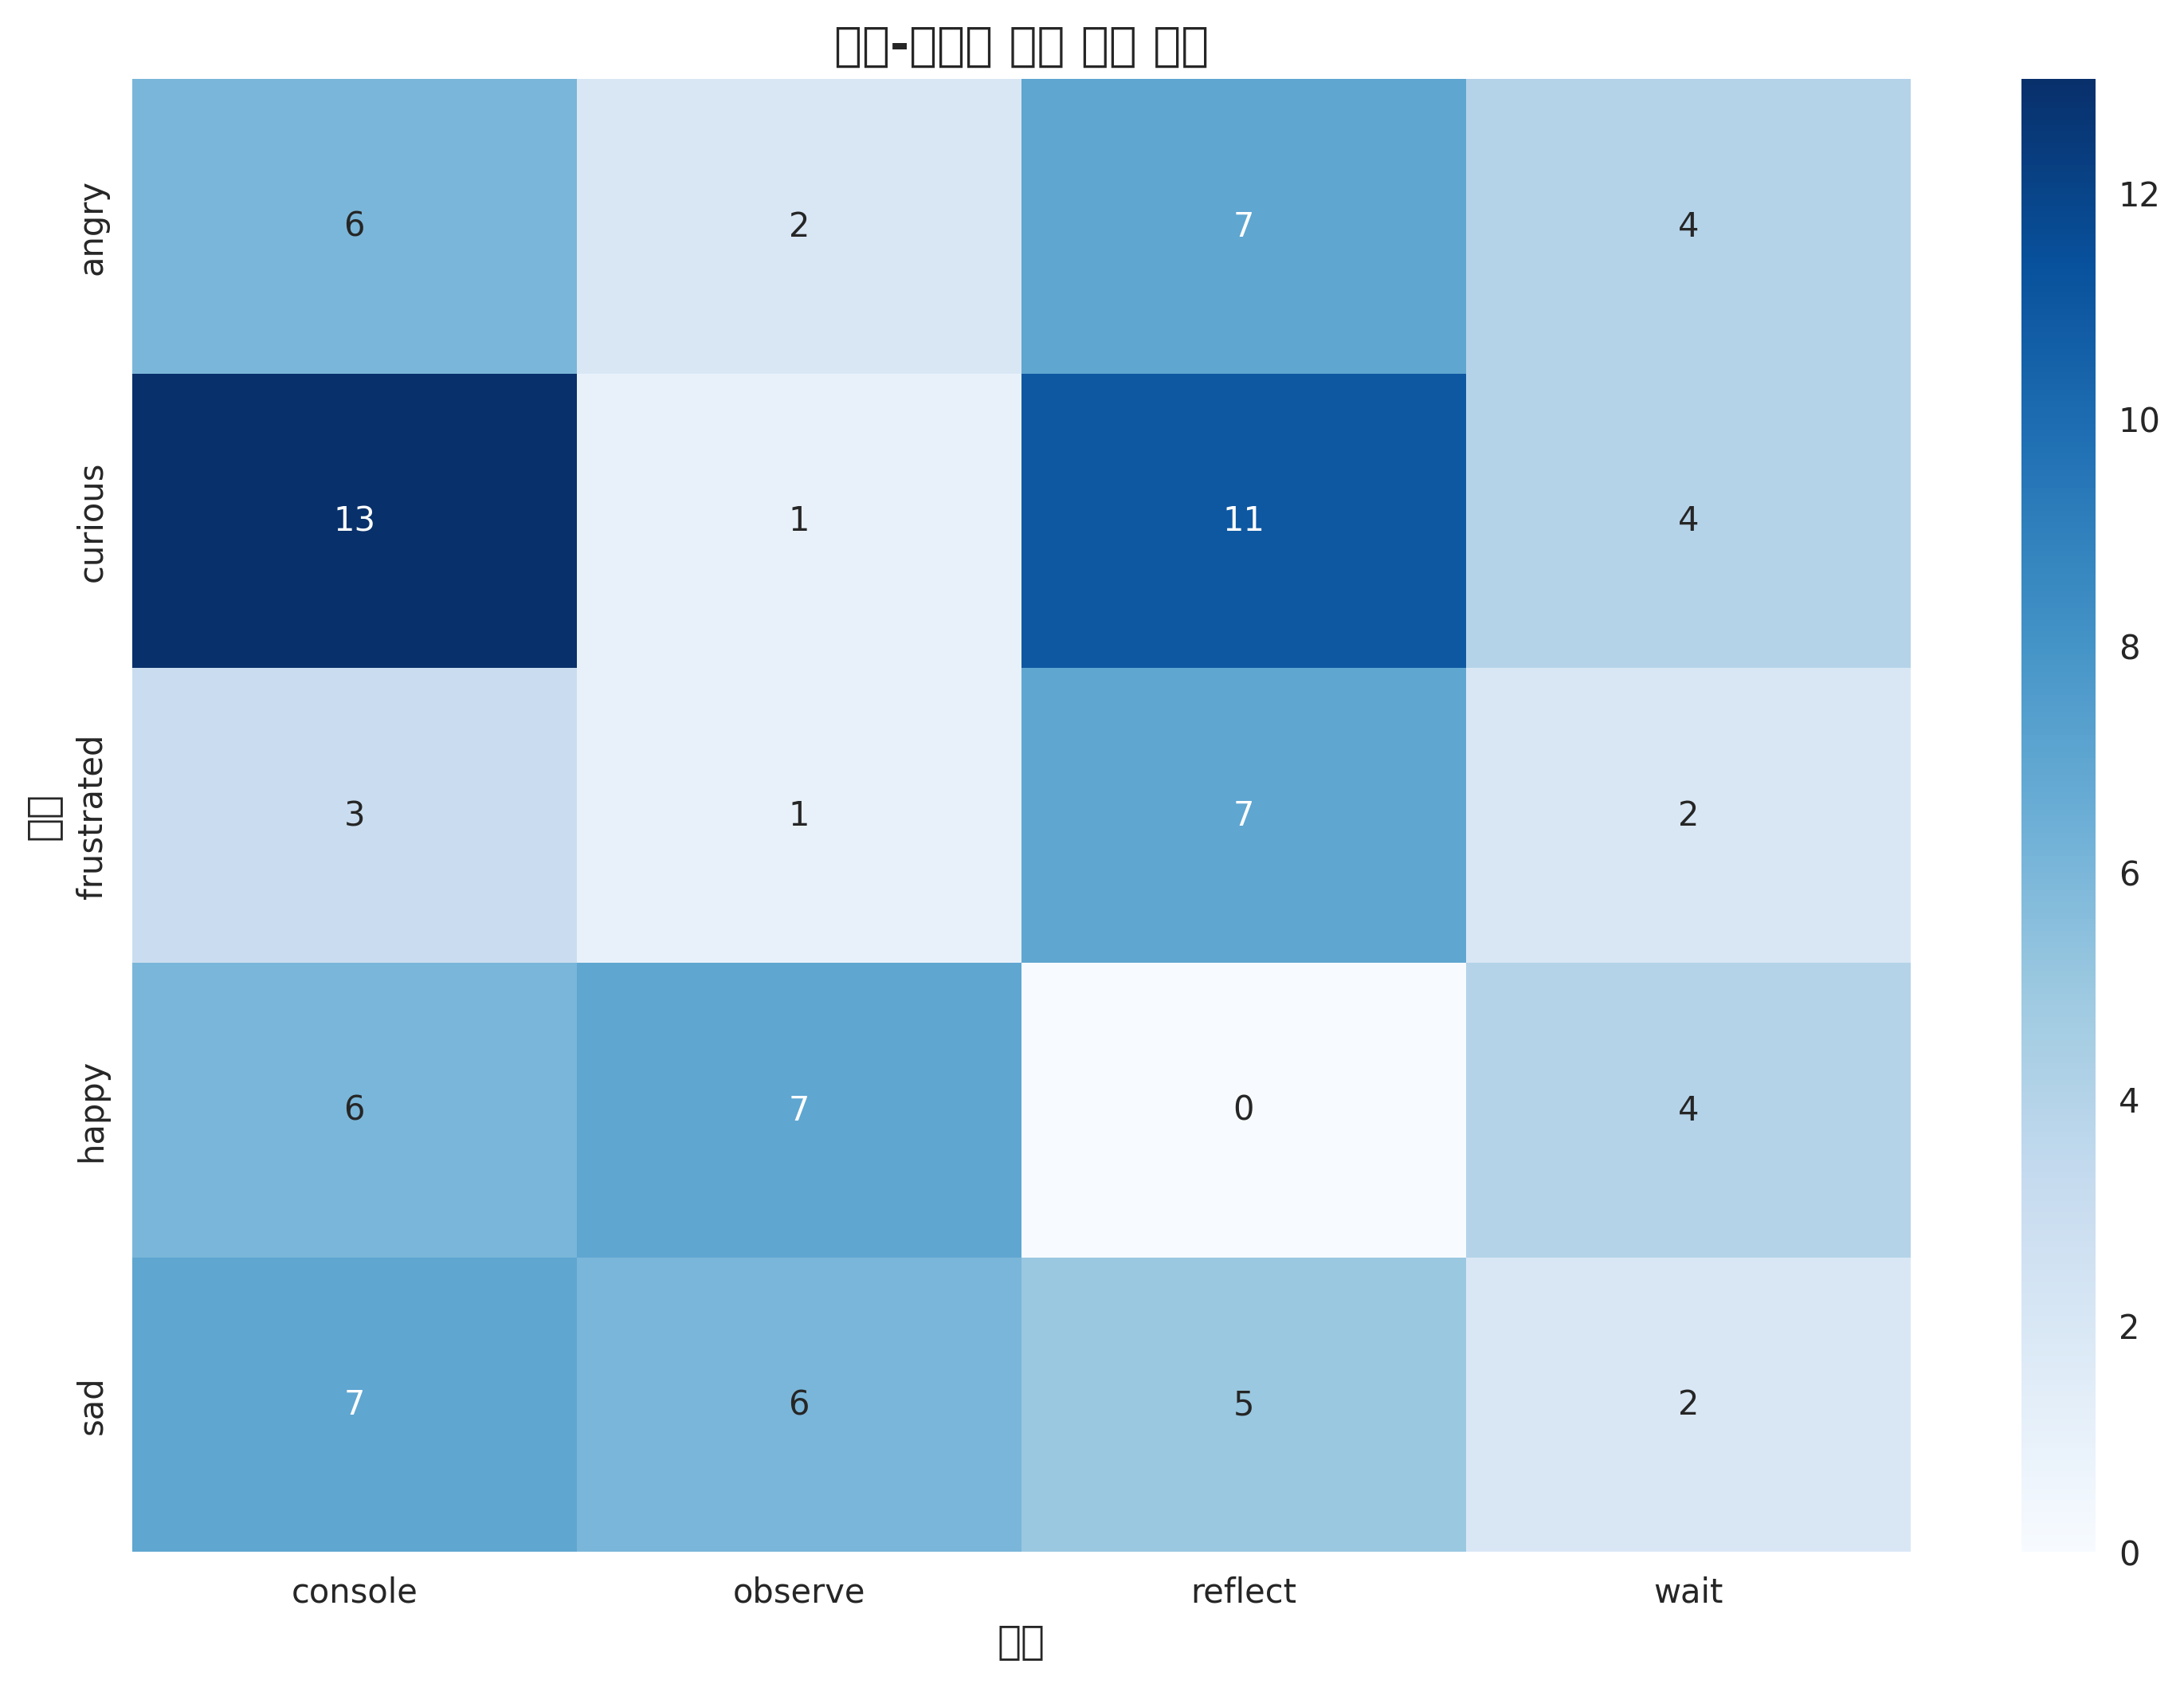 angry 6 2 7 4
curious 13 1 11 4
frustrated 3 1 7 2
happy 6 7 0 4
sad 7 6 5 2
console observe reflect wait
12
10
8
6
4
2
0